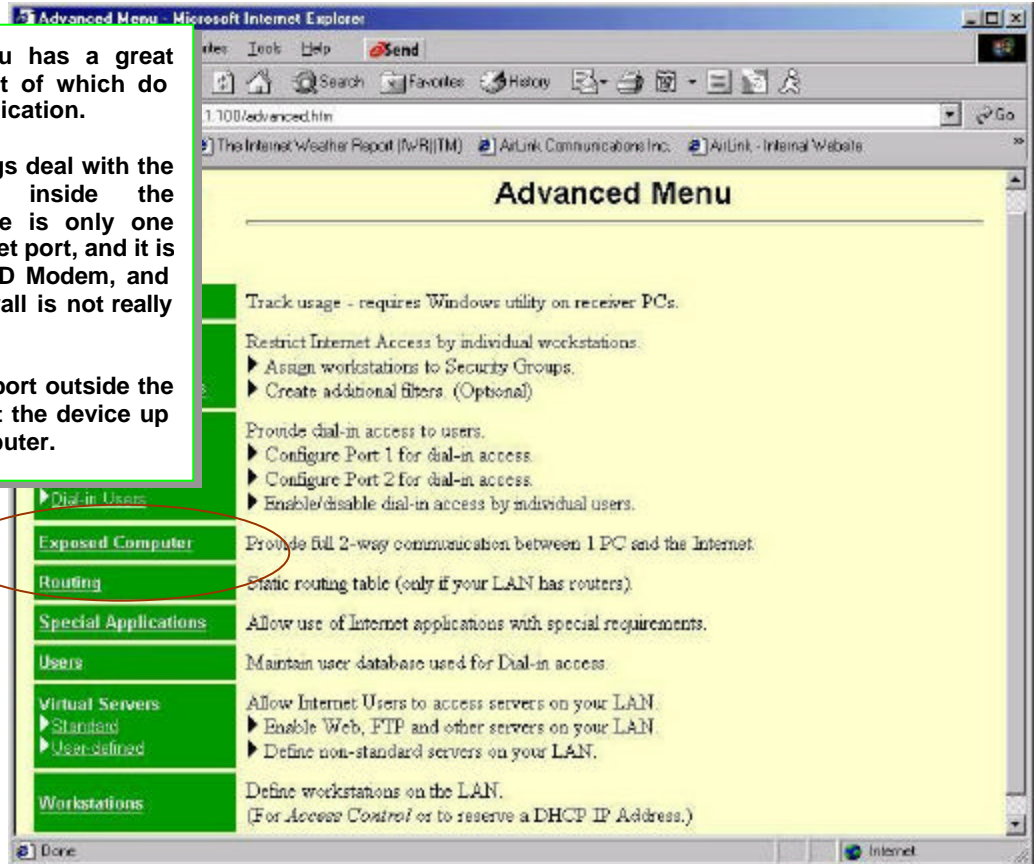 Advanced Menu - Microsoft Internet Explorer
Tools Help Send
Search Favorites History
1.100/advanced.htm
Go
The Internet Weather Report (IWR)(TM) AirLink Communications Inc. AirLink - Internal Website
u has a great
t of which do
ication.
gs deal with the
inside the
e is only one
et port, and it is
D Modem, and
all is not really
port outside the
t the device up
uter.
Advanced Menu
Track usage - requires Windows utility on receiver PCs.
Restrict Internet Access by individual workstations.
Assign workstations to Security Groups.
Create additional filters. (Optional)
Provide dial-in access to users.
Configure Port 1 for dial-in access.
Configure Port 2 for dial-in access.
Dial-in Users
Enable/disable dial-in access by individual users.
Exposed Computer Provide full 2-way communication between 1 PC and the Internet.
Routing Static routing table (only if your LAN has routers).
Special Applications Allow use of Internet applications with special requirements.
Users Maintain user database used for Dial-in access.
Virtual Servers Allow Internet Users to access servers on your LAN.
Standard Enable Web, FTP and other servers on your LAN.
User-defined Define non-standard servers on your LAN.
Workstations Define workstations on the LAN.
(For Access Control or to reserve a DHCP IP Address.)
Done Internet